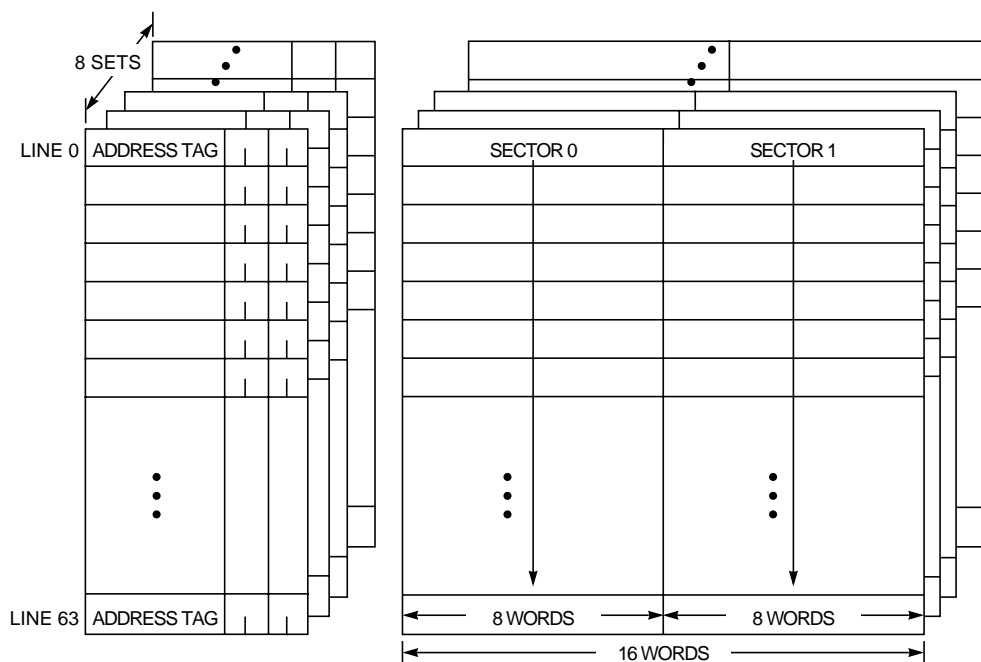 8 SETS
LINE 0
ADDRESS TAG
SECTOR 0
SECTOR 1
LINE 63
ADDRESS TAG
8 WORDS
8 WORDS
16 WORDS